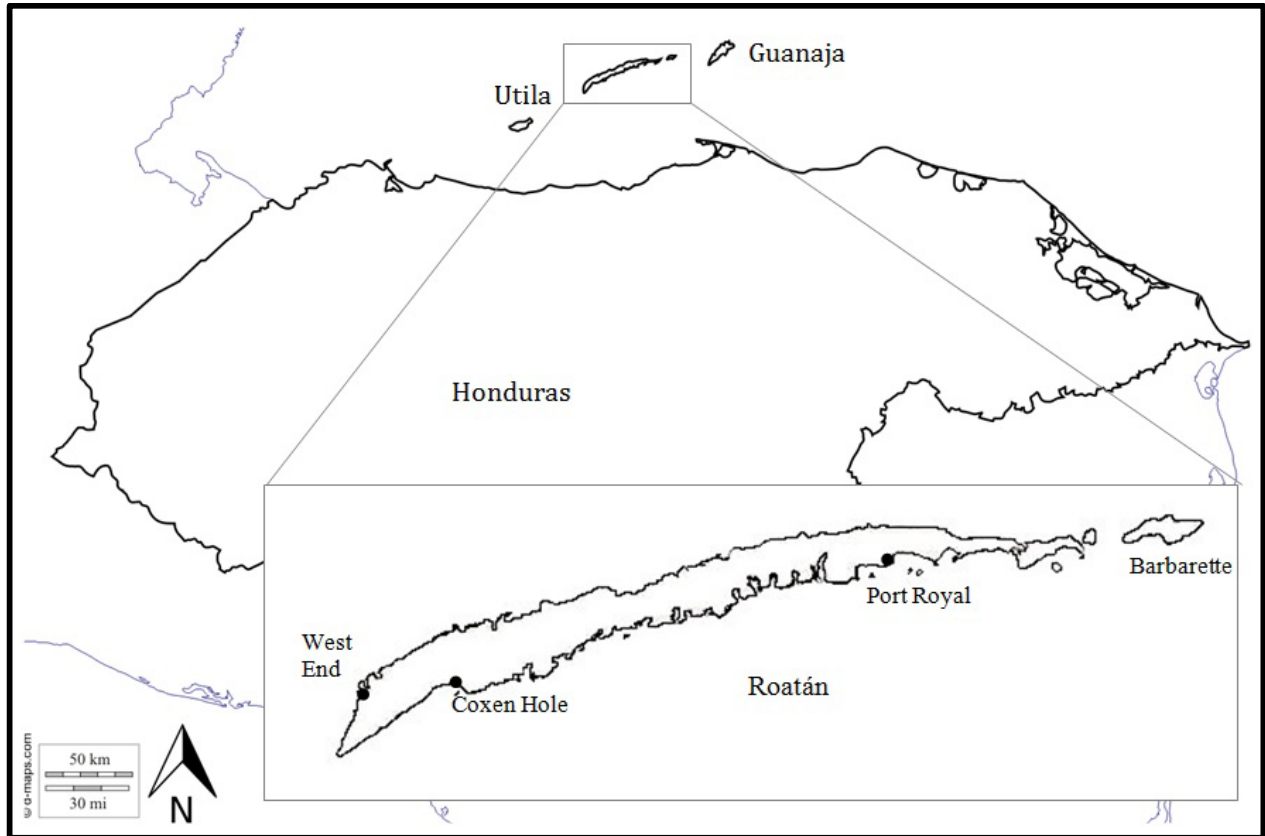 Guanaja
Utila
Honduras
Barbarette
Port Royal
West
End
Roatán
Coxen Hole
50 km
30 mi
N
© d-maps.com